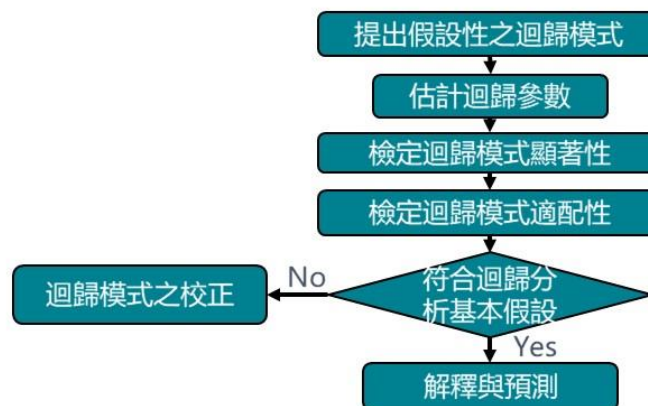 提出假設性之迴歸模式
估計迴歸參數
檢定迴歸模式顯著性
檢定迴歸模式適配性
符合迴歸分
析基本假設
No
迴歸模式之校正
Yes
解釋與預測